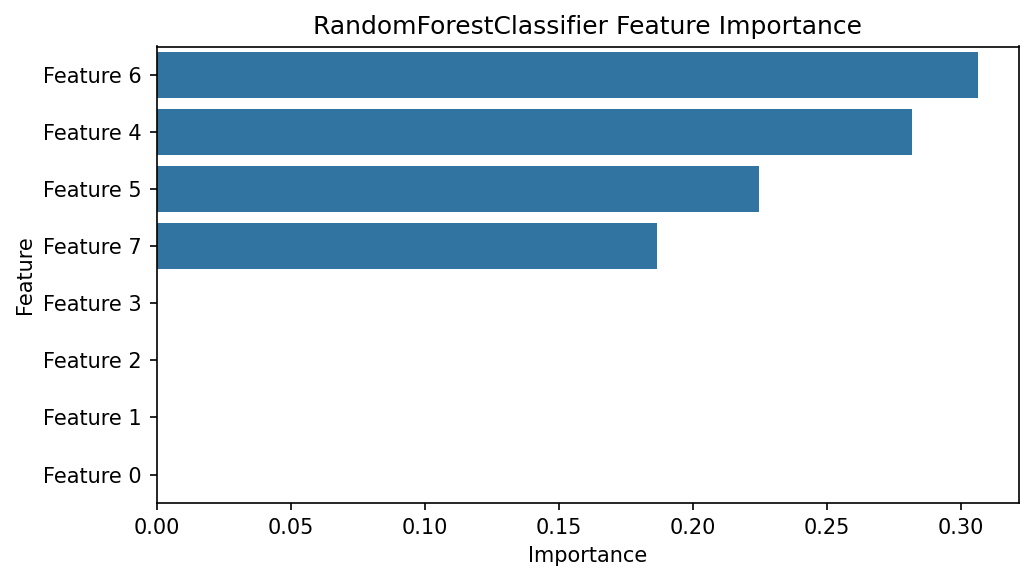 RandomForestClassifier Feature Importance
Feature
Feature 6
Feature 4
Feature 5
Feature 7
Feature 3
Feature 2
Feature 1
Feature 0
0.00 0.05 0.10 0.15 0.20 0.25 0.30
Importance